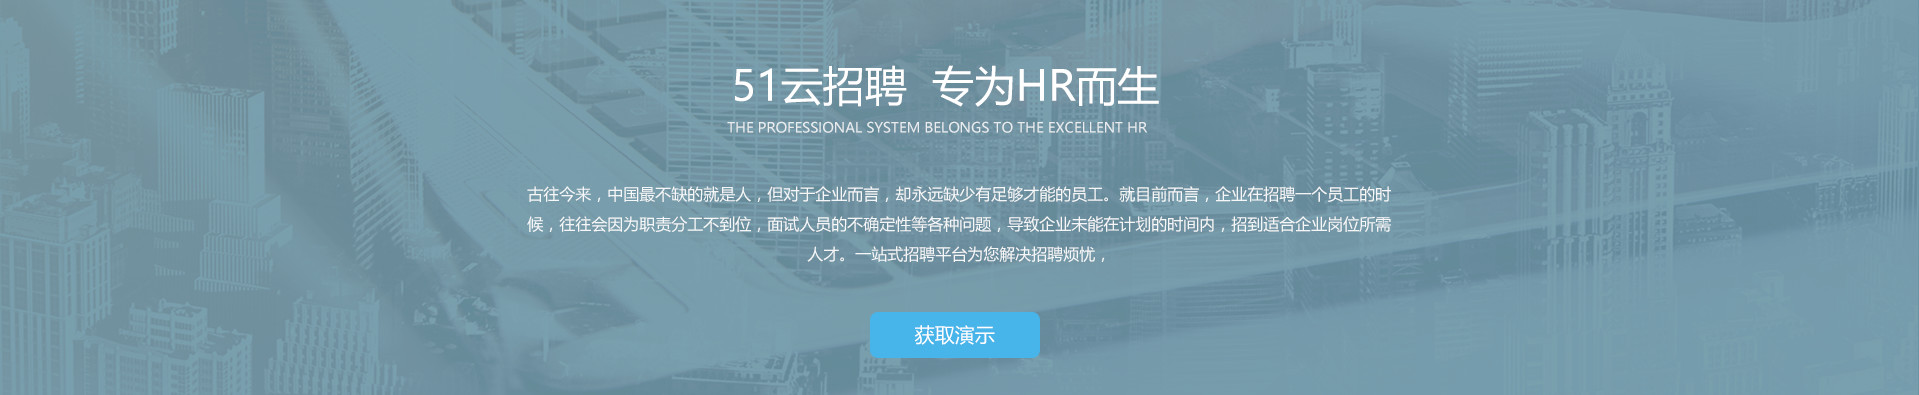 51云招聘 专为HR而生
THE PROFESSIONAL SYSTEM BELONGS TO THE EXCELLENT HR
古往今来，中国最不缺的就是人，但对于企业而言，却永远缺少有足够才能的员工。就目前而言，企业在招聘一个员工的时
候，往往会因为职责分工不到位，面试人员的不确定性等各种问题，导致企业未能在计划的时间内，招到适合企业岗位所需
人才。一站式招聘平台为您解决招聘烦忧，
获取演示